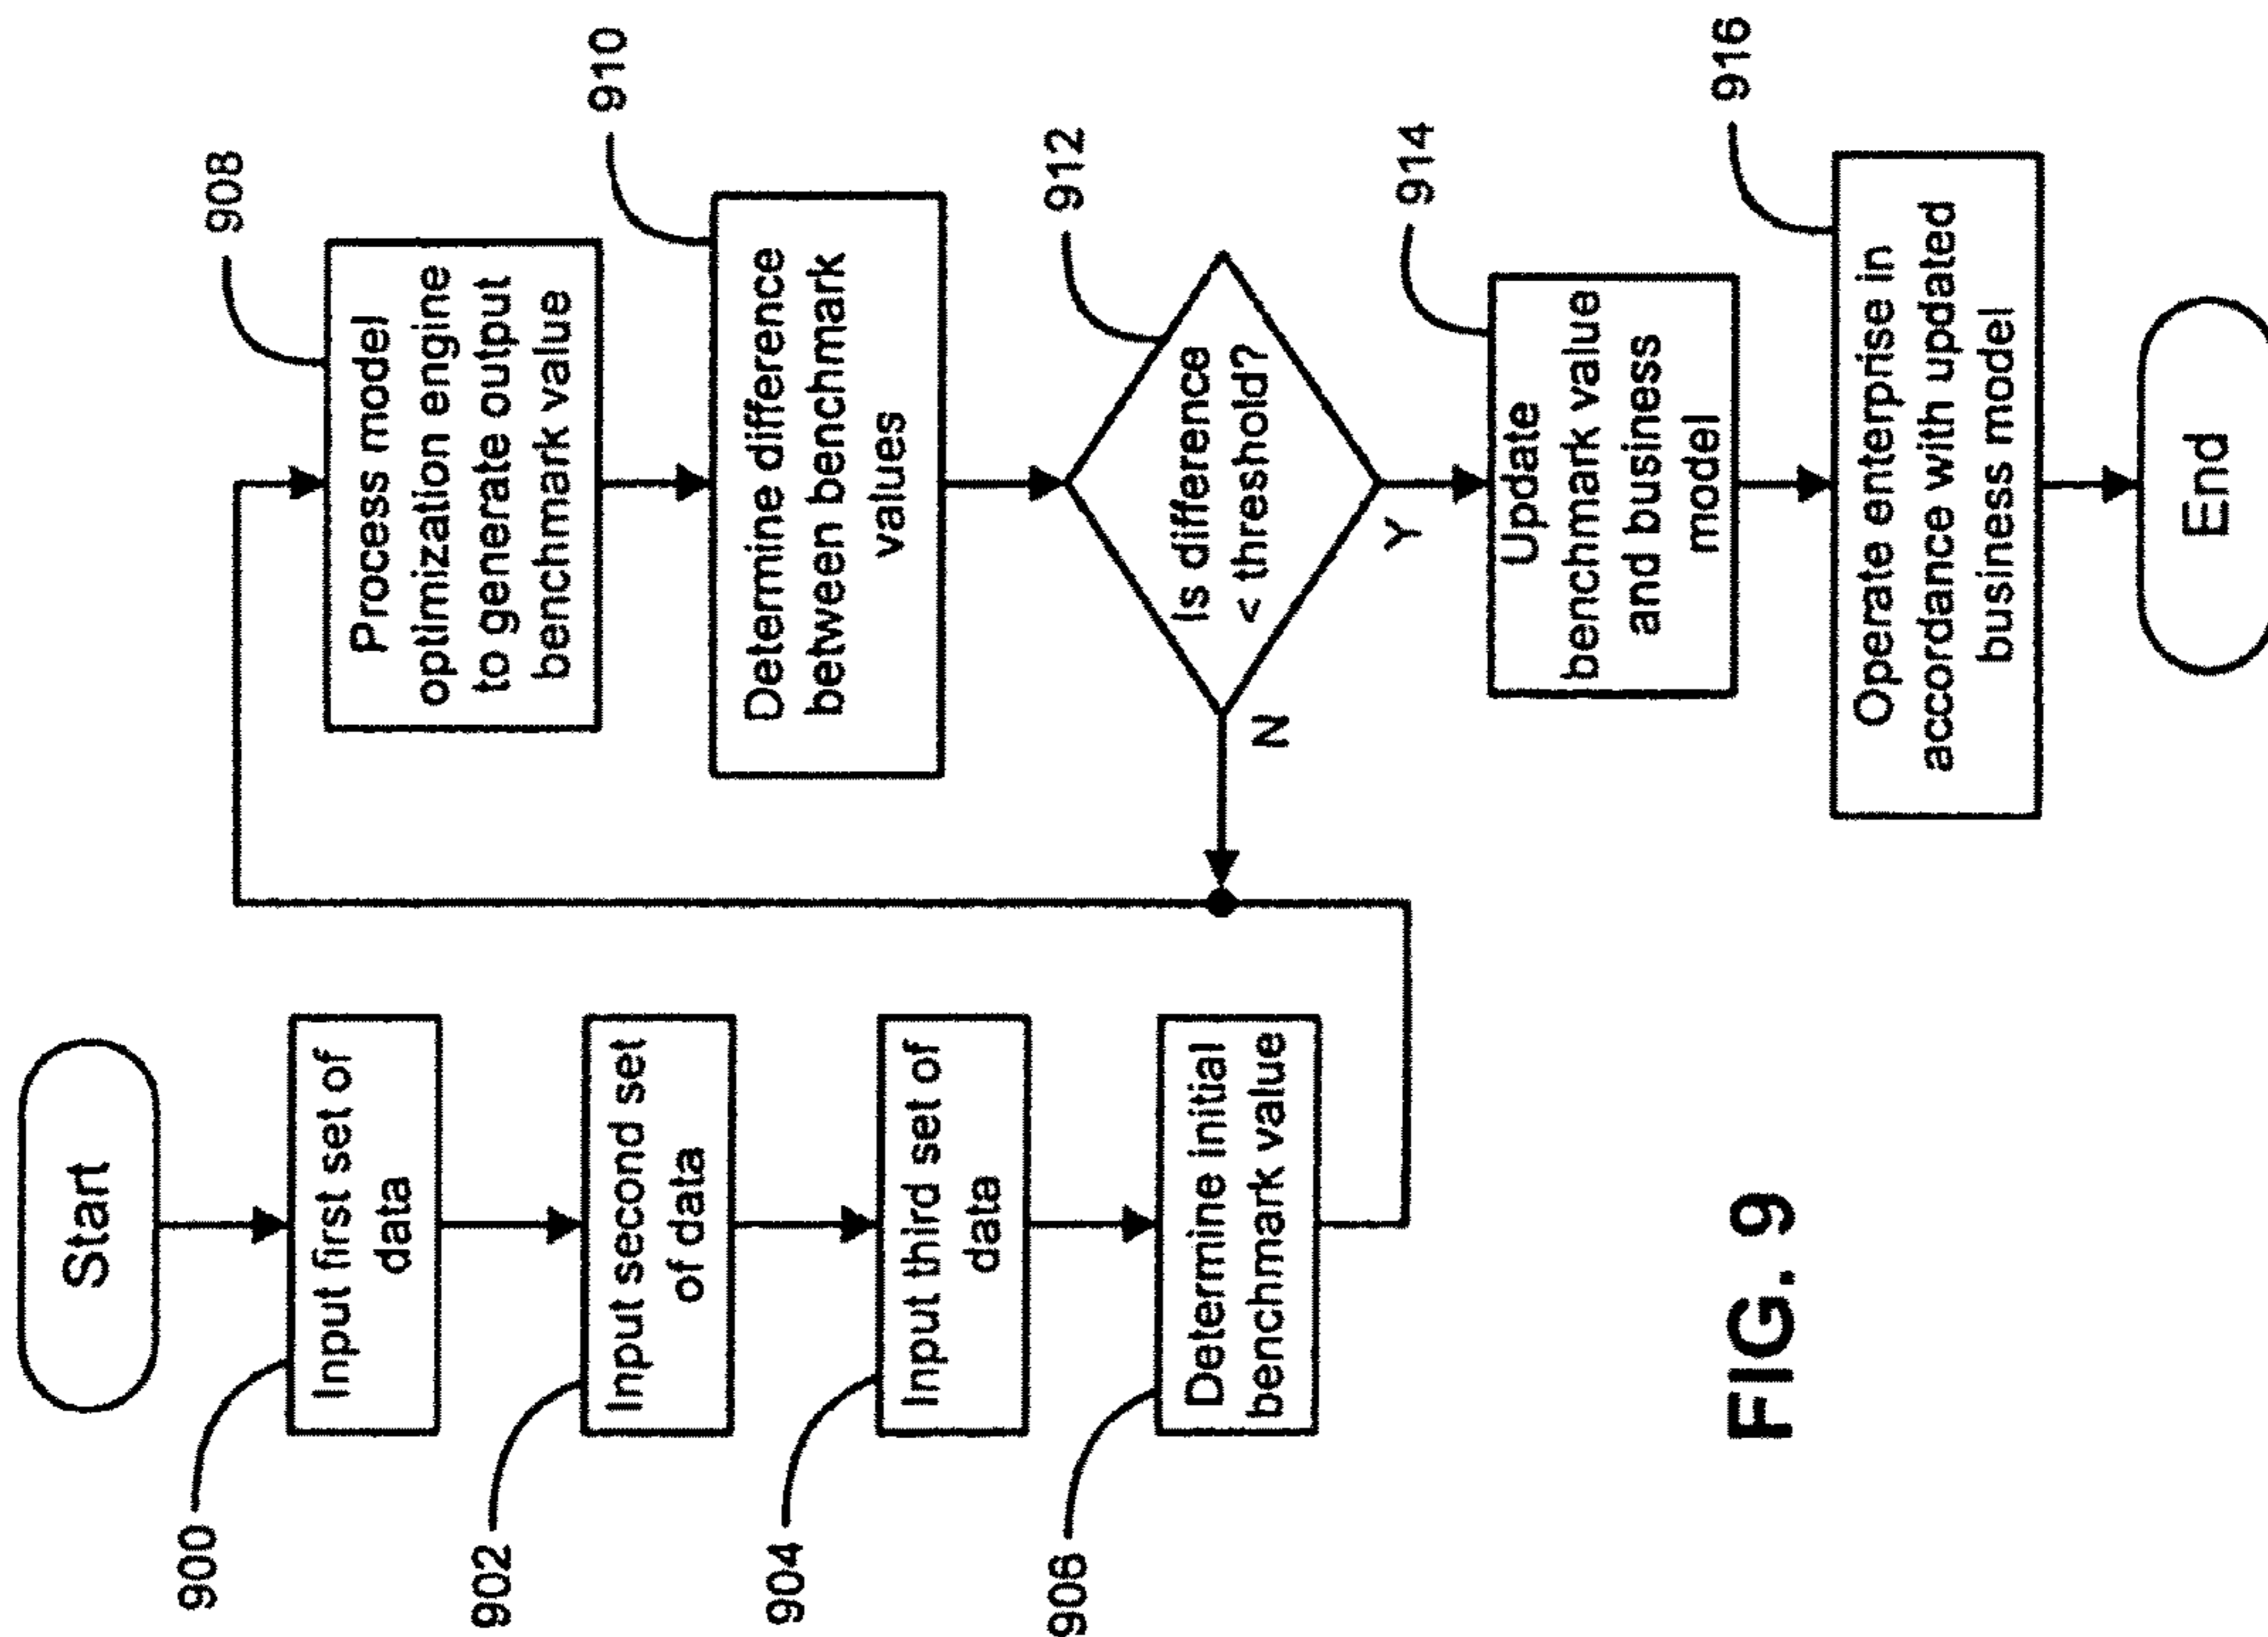 Start
900
Input first set of
data
902
Input second set
of data
904
Input third set of
data
906
Determine initial
benchmark value
908
Process model
optimization engine
to generate output
benchmark value
910
Determine difference
between benchmark
values
912
Is difference
< threshold?
N
Y
914
Update
benchmark value
and business
model
916
Operate enterprise in
accordance with updated
business model
End
FIG. 9